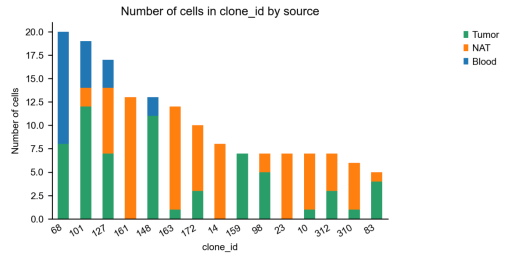 Number of cells in clone_id by source
Tumor
NAT
Blood
20.0
17.5
15.0
12.5
10.0
7.5
5.0
2.5
0.0
Number of cells
68 101 127 161 148 163 172 14 159 98 23 10 312 310 83
clone_id